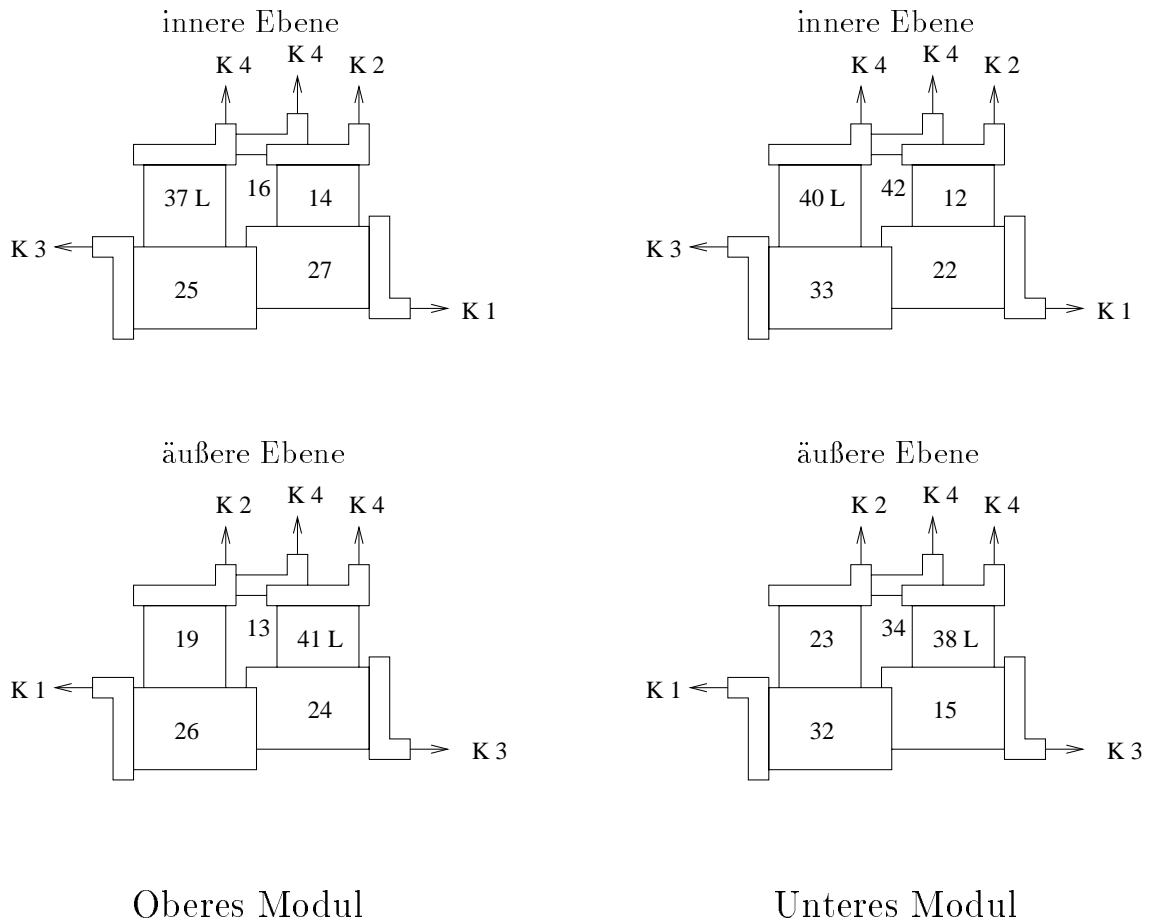 innere Ebene
innere Ebene
K 4 K 4 K 2
K 4 K 4 K 2
37 L 16 14
40 L 42 12
K 3
K 3
25 27
33 22
K 1
K 1
äußere Ebene
äußere Ebene
K 2 K 4 K 4
K 2 K 4 K 4
19 13 41 L
23 34 38 L
K 1
K 1
26 24
32 15
K 3
K 3
Oberes Modul
Unteres Modul